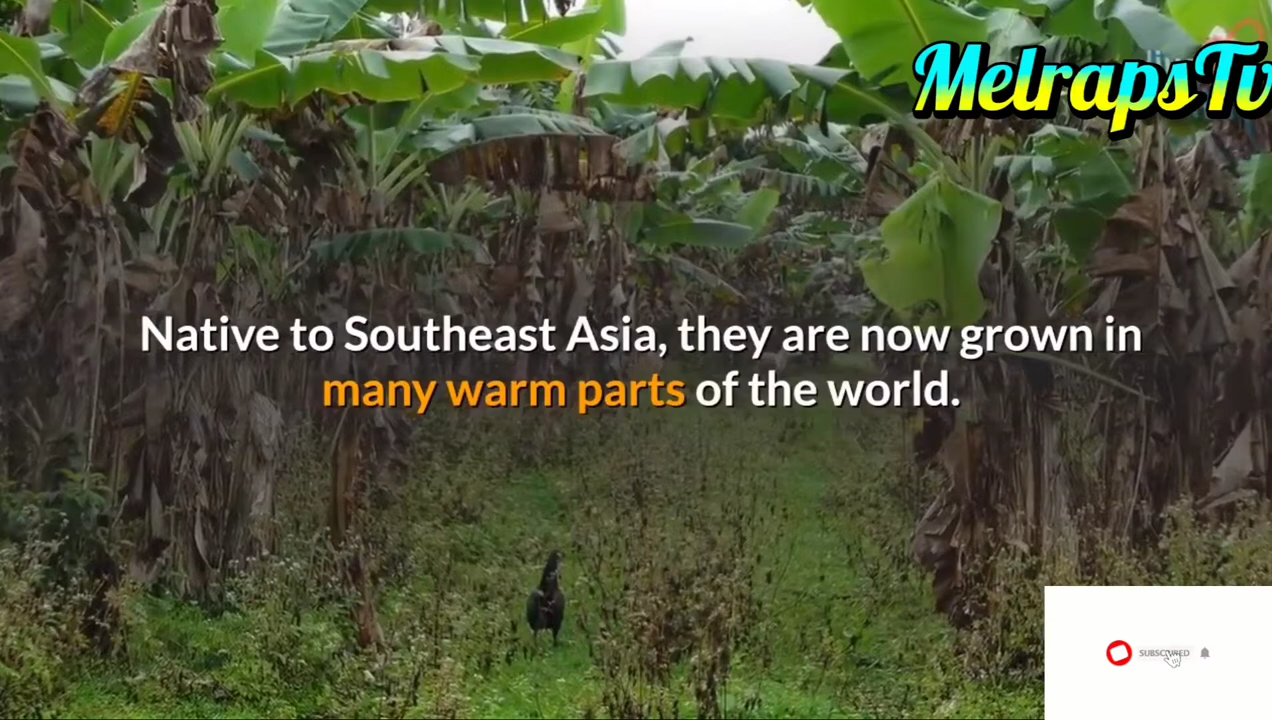 MelrapsTv
Native to Southeast Asia, they are now grown in
many warm parts of the world.
SUBSCRIBED